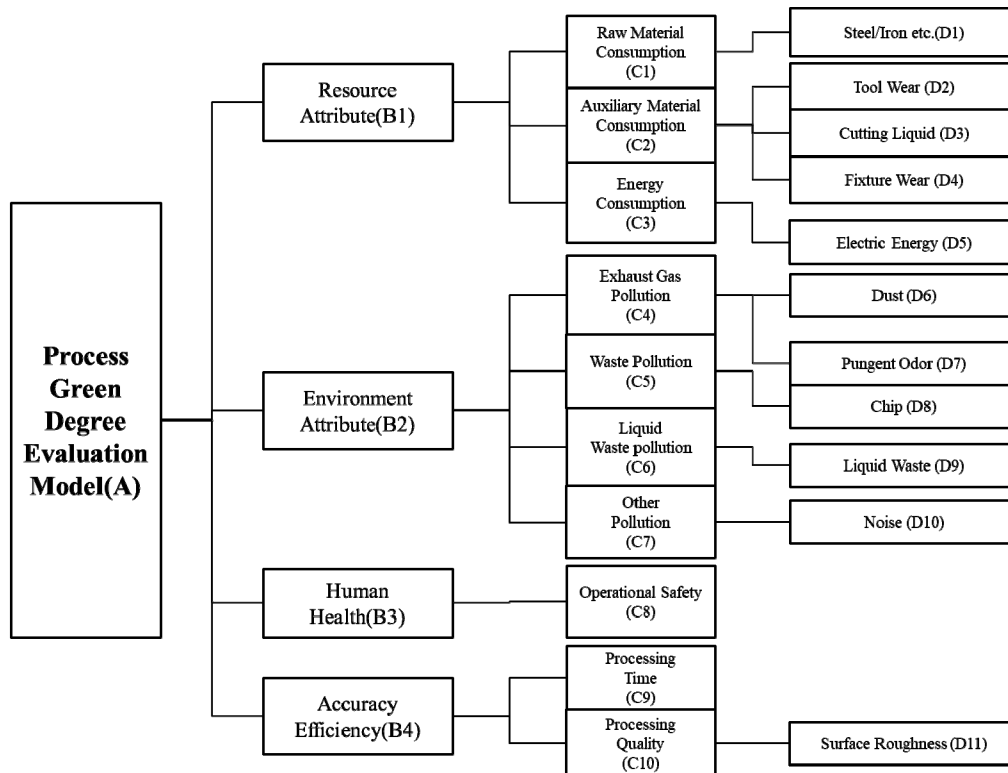 Process
Green
Degree
Evaluation
Model(A)
Resource
Attribute(B1)
Environment
Attribute(B2)
Human
Health(B3)
Accuracy
Efficiency(B4)
Raw Material
Consumption
(C1)
Auxiliary Material
Consumption
(C2)
Energy
Consumption
(C3)
Exhaust Gas
Pollution
(C4)
Waste Pollution
(C5)
Liquid
Waste pollution
(C6)
Other
Pollution
(C7)
Operational Safety
(C8)
Processing
Time
(C9)
Processing
Quality
(C10)
Steel/Iron etc.(D1)
Tool Wear (D2)
Cutting Liquid (D3)
Fixture Wear (D4)
Electric Energy (D5)
Dust (D6)
Pungent Odor (D7)
Chip (D8)
Liquid Waste (D9)
Noise (D10)
Surface Roughness (D11)